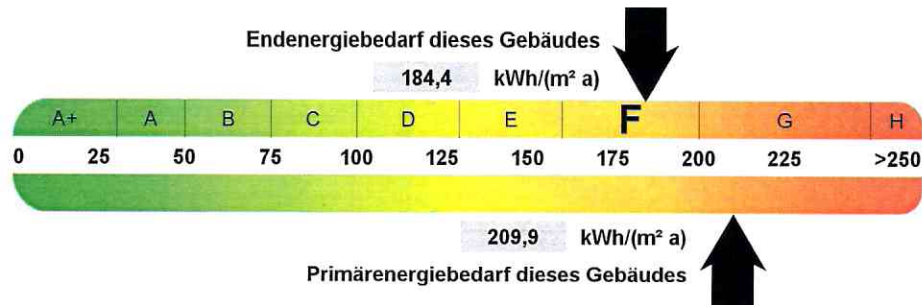 Endenergiebedarf dieses Gebäudes
184,4 kWh/(m² a)
A+ A B C D E F G H
0 25 50 75 100 125 150 175 200 225 >250
209,9 kWh/(m² a)
Primärenergiebedarf dieses Gebäudes